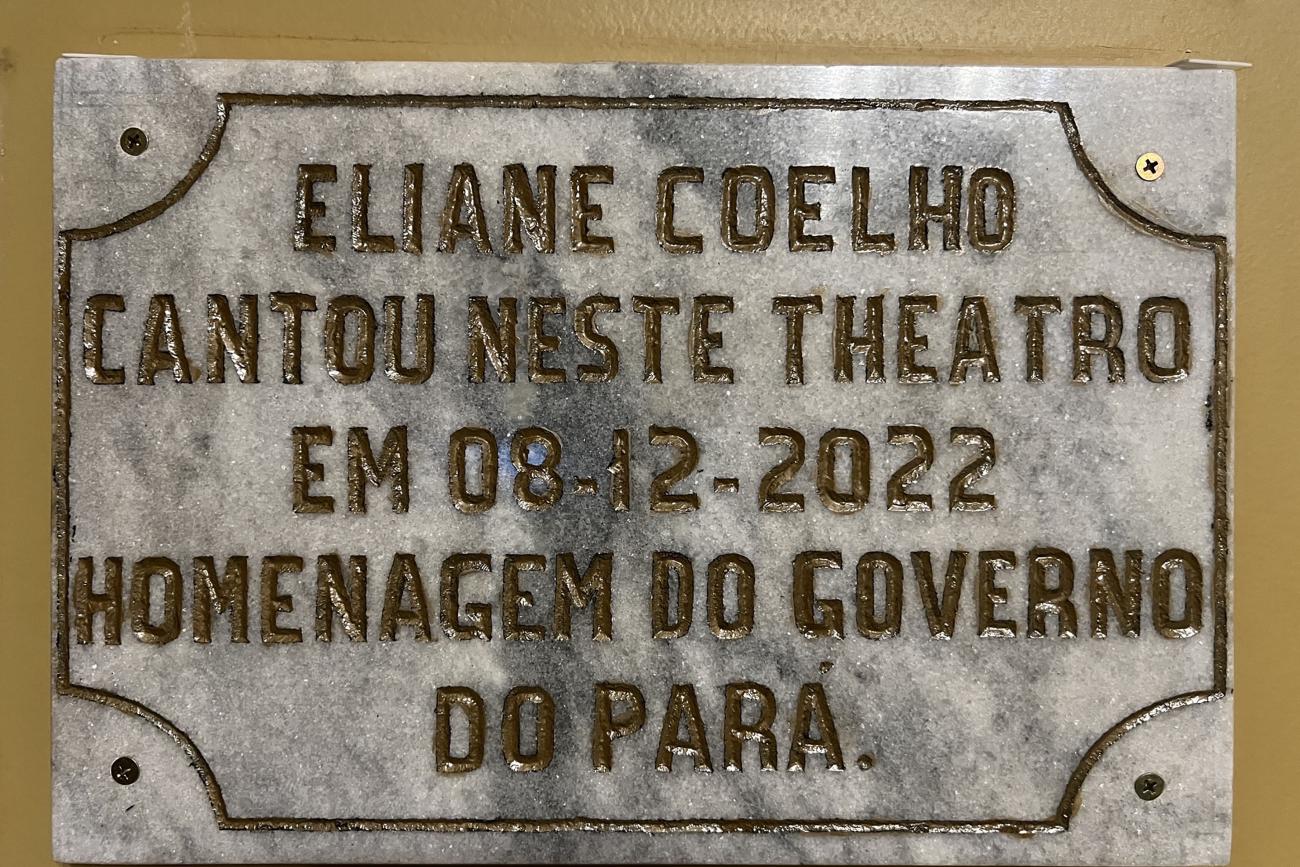 ELIANE COELHO
CANTOU NESTE THEATRO
EM 08-12-2022
HOMENAGEM DO GOVERNO
DO PARÁ.